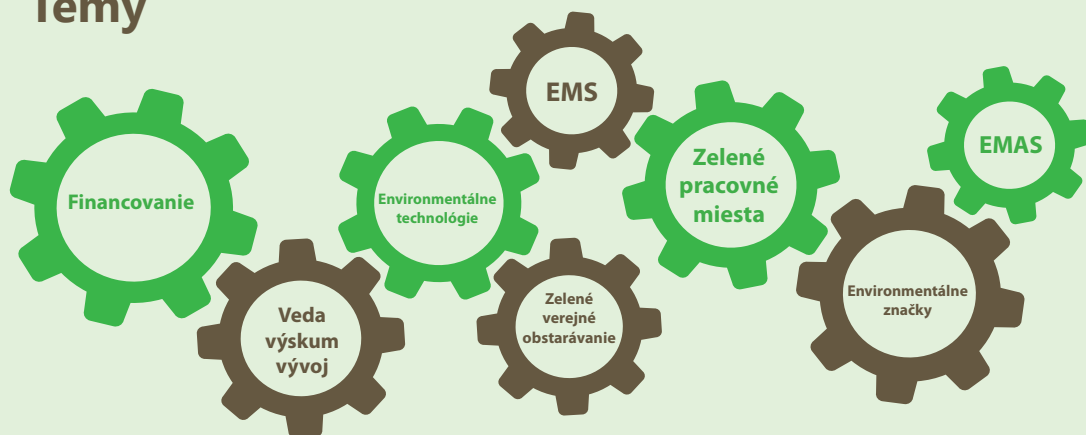 Témy
EMS
EMAS
Zelené
pracovné
miesta
Financovanie
Environmentálne
technológie
Environmentálne
značky
Zelené
verejné
obstarávanie
Veda
výskum
vývoj